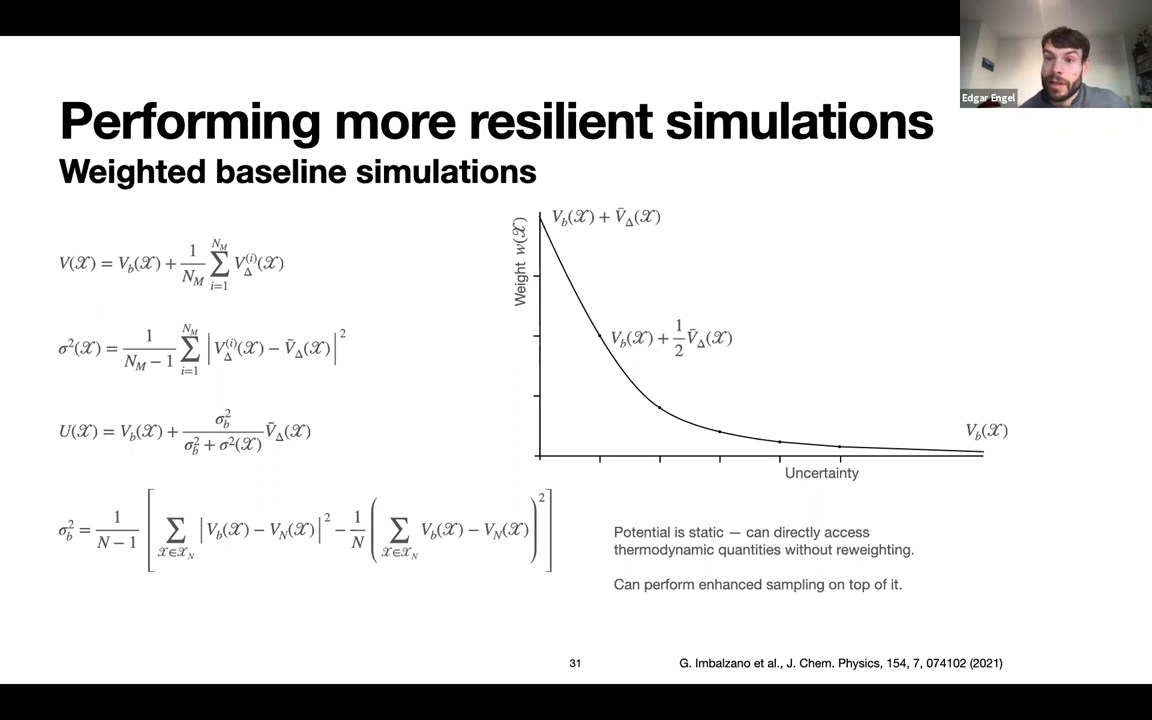 Edgar Engel
Performing more resilient simulations
Weighted baseline simulations
V(𝒳) = V_b(𝒳) + 1/N_M ∑_{i=1}^{N_M} V_Δ^{(i)}(𝒳)
σ²(𝒳) = 1/(N_M − 1) ∑_{i=1}^{N_M} |V_Δ^{(i)}(𝒳) − V̄_Δ(𝒳)|²
U(𝒳) = V_b(𝒳) + σ_b²/(σ_b² + σ²(𝒳)) V̄_Δ(𝒳)
σ_b² = 1/(N − 1) [∑_{𝒳∈𝒳_N} |V_b(𝒳) − V_N(𝒳)|² − 1/N (∑_{𝒳∈𝒳_N} V_b(𝒳) − V_N(𝒳))²]
Weight w(𝒳)
V_b(𝒳) + V̄_Δ(𝒳)
V_b(𝒳) + 1/2 V̄_Δ(𝒳)
V_b(𝒳)
Uncertainty
Potential is static — can directly access
thermodynamic quantities without reweighting.
Can perform enhanced sampling on top of it.
31
G. Imbalzano et al., J. Chem. Physics, 154, 7, 074102 (2021)